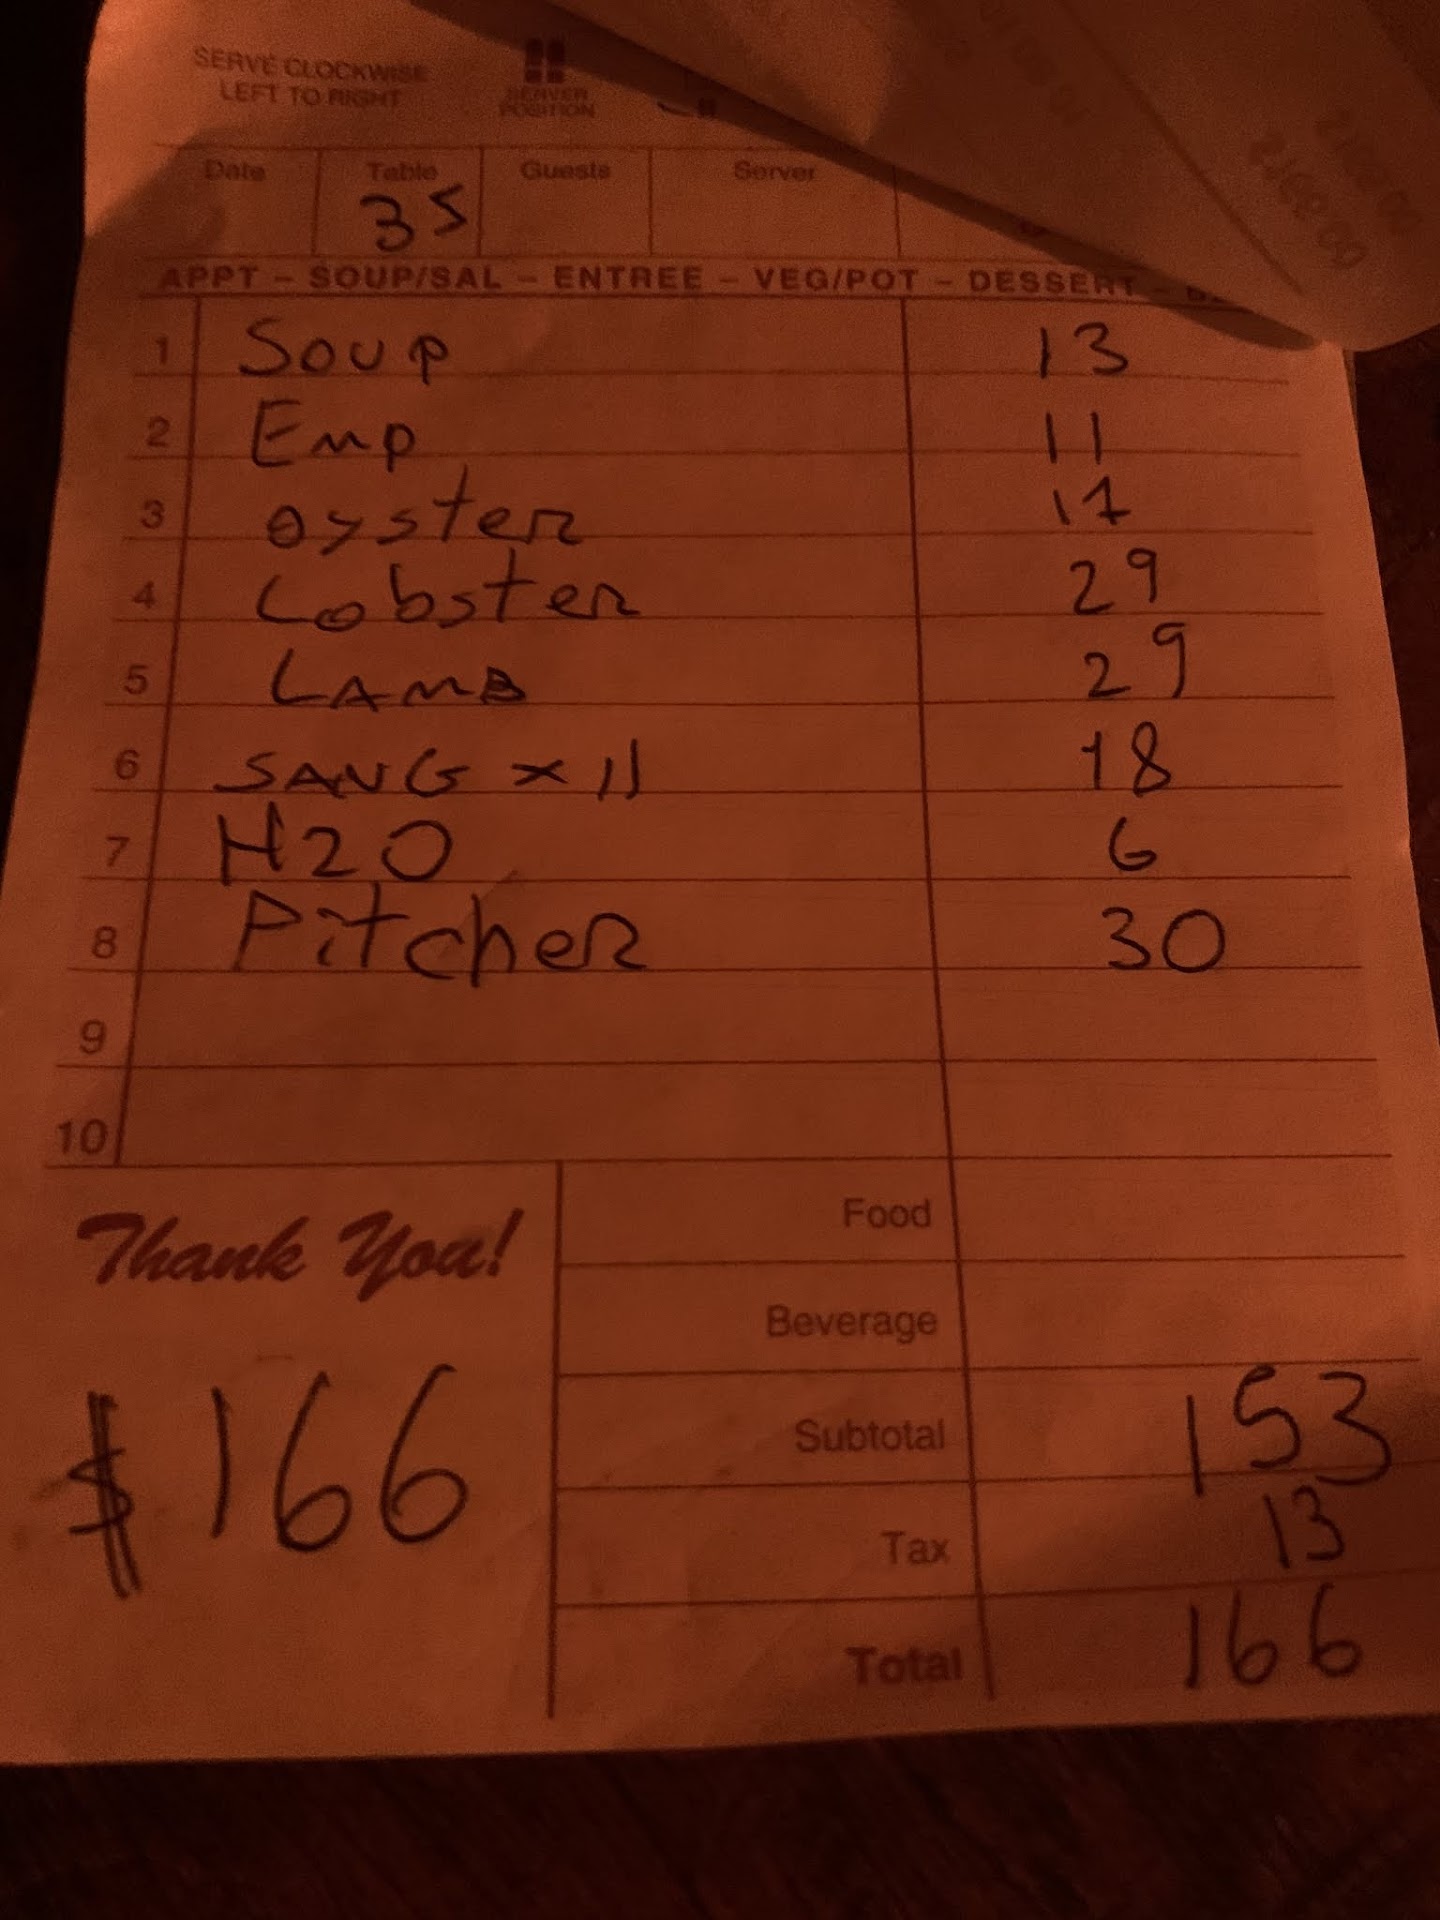 SERVE CLOCKWISE
LEFT TO RIGHT
SERVER
POSITION
Date Table Guests Server
35
APPT - SOUP/SAL - ENTREE - VEG/POT - DESSERT -
1 Soup 13
2 Emp 11
3 Oyster 17
4 Lobster 29
5 LAMB 29
6 SANG x 11 18
7 H2O 6
8 Pitcher 30
9
10
Thank You!
Food
Beverage
Subtotal 153
Tax 13
Total 166
$166